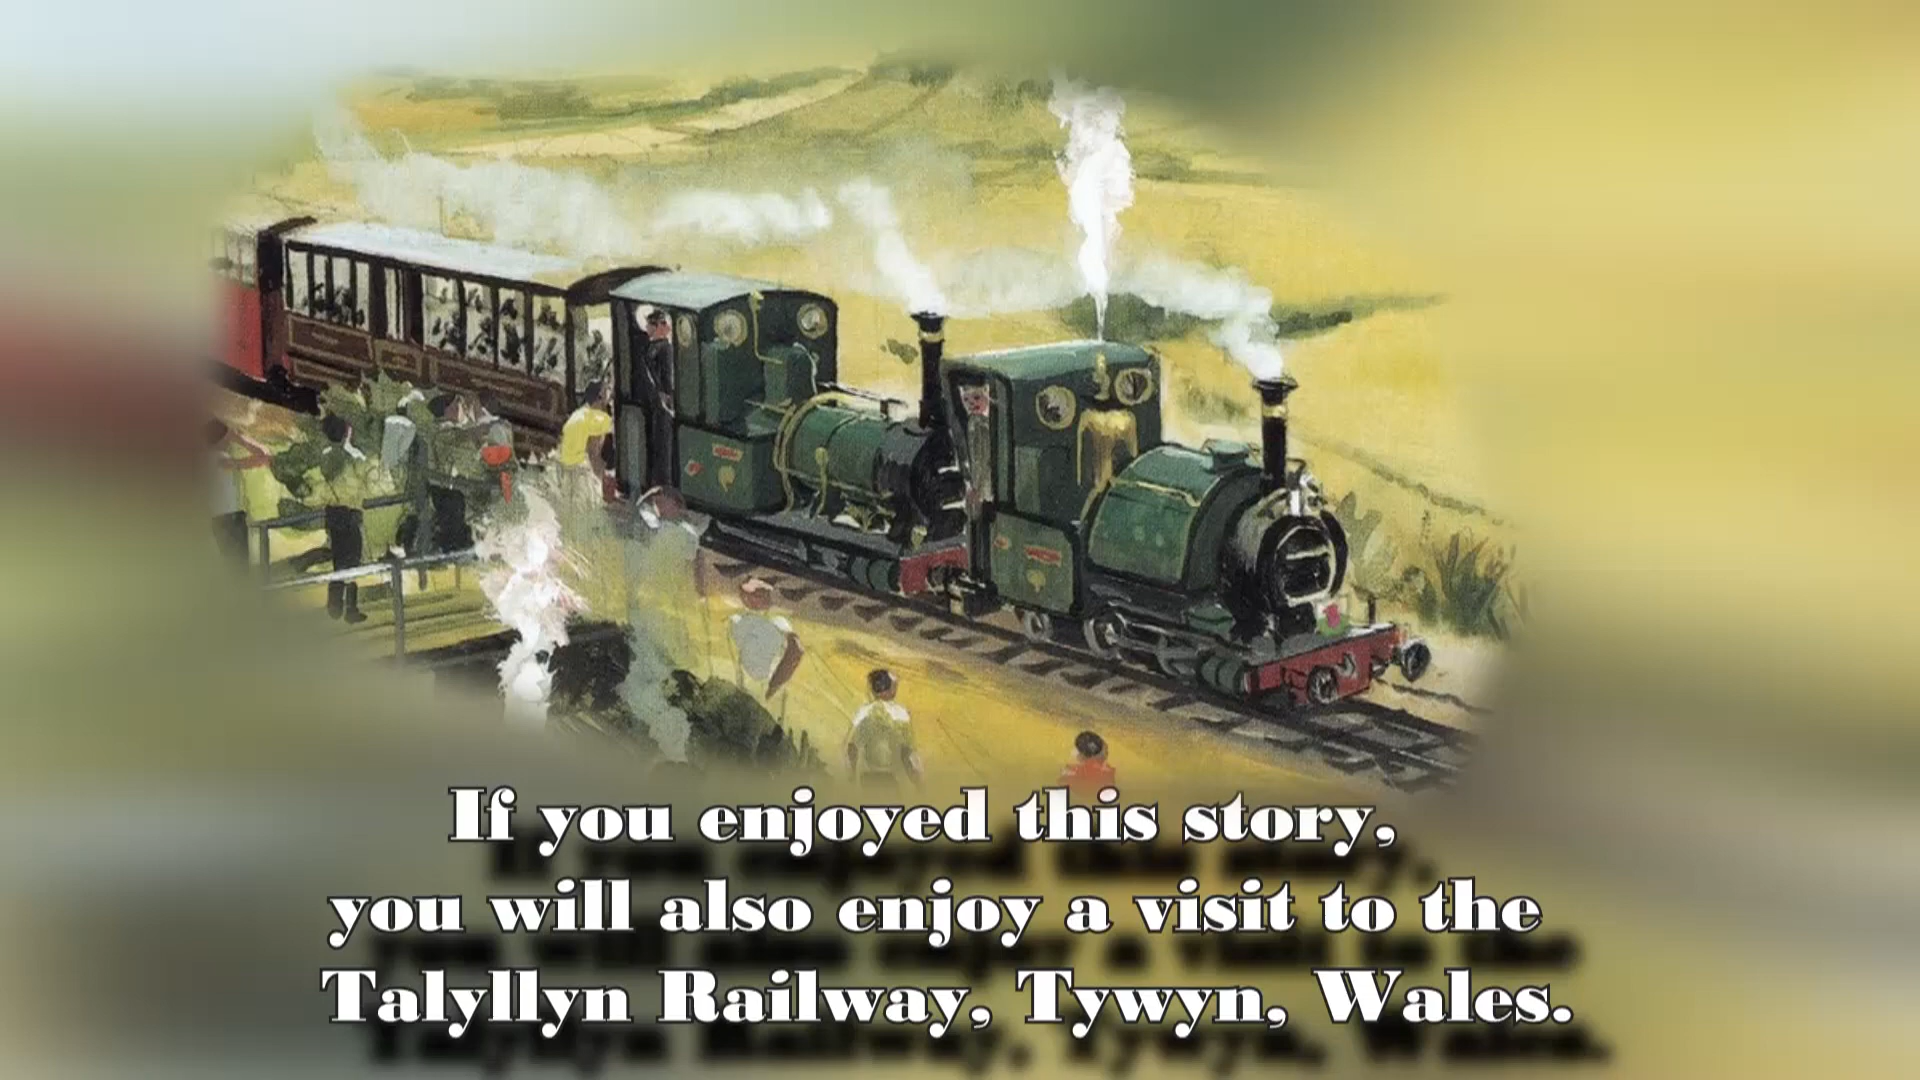 If you enjoyed this story,
you will also enjoy a visit to the
Talyllyn Railway, Tywyn, Wales.